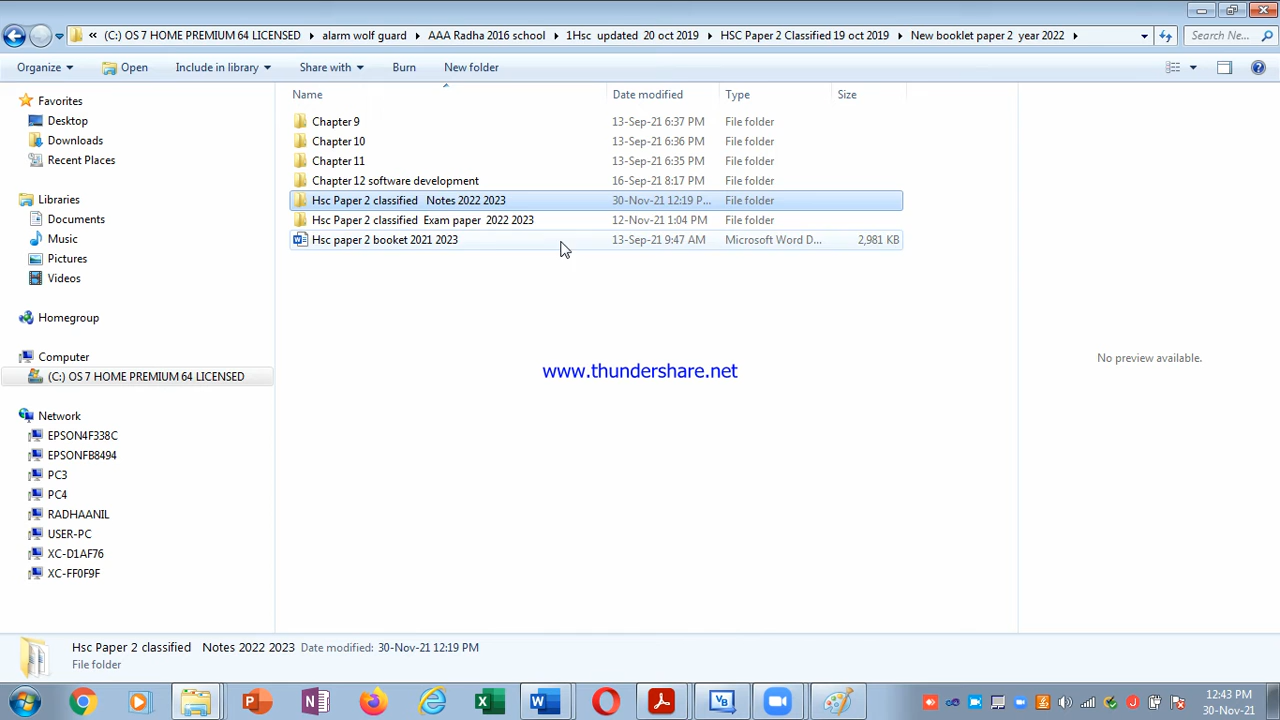 « (C:) OS 7 HOME PREMIUM 64 LICENSED alarm wolf guard AAA Radha 2016 school 1Hsc updated 20 oct 2019 HSC Paper 2 Classified 19 oct 2019 New booklet paper 2 year 2022 Search Ne...
Organize Open Include in library Share with Burn New folder
Name Date modified Type Size
Favorites
Desktop
Downloads
Recent Places
Libraries
Documents
Music
Pictures
Videos
Homegroup
Computer
(C:) OS 7 HOME PREMIUM 64 LICENSED
Network
EPSON4F338C
EPSONFB8494
PC3
PC4
RADHAANIL
USER-PC
XC-D1AF76
XC-FF0F9F
Chapter 9 13-Sep-21 6:37 PM File folder
Chapter 10 13-Sep-21 6:36 PM File folder
Chapter 11 13-Sep-21 6:35 PM File folder
Chapter 12 software development 16-Sep-21 8:17 PM File folder
Hsc Paper 2 classified Notes 2022 2023 30-Nov-21 12:19 P... File folder
Hsc Paper 2 classified Exam paper 2022 2023 12-Nov-21 1:04 PM File folder
Hsc paper 2 booket 2021 2023 13-Sep-21 9:47 AM Microsoft Word D... 2,981 KB
www.thundershare.net
No preview available.
Hsc Paper 2 classified Notes 2022 2023 Date modified: 30-Nov-21 12:19 PM
File folder
12:43 PM
30-Nov-21